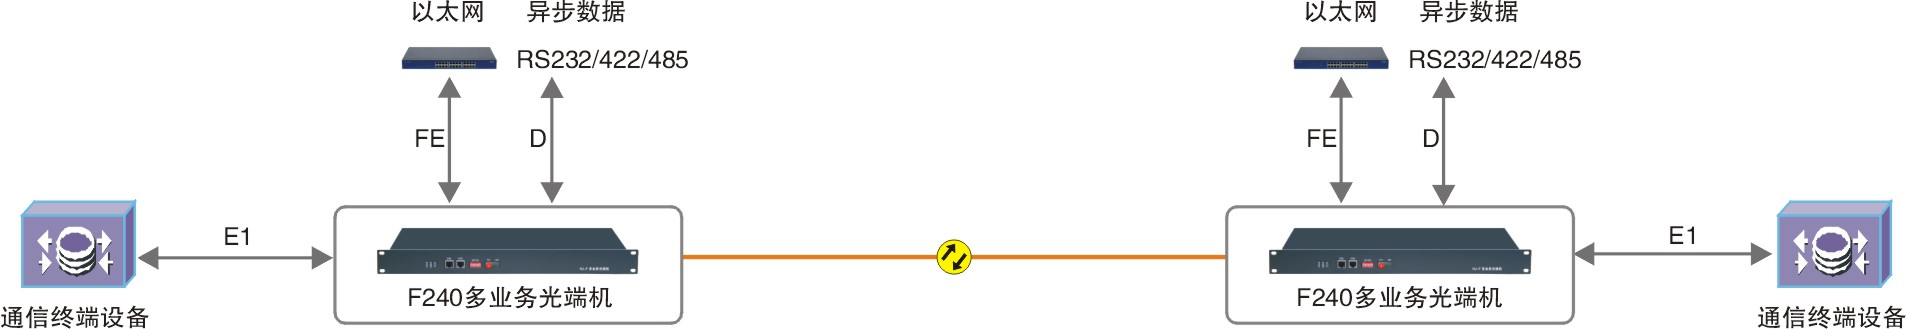 以太网 异步数据 以太网 异步数据
RS232/422/485 RS232/422/485
FE D FE D
E1 E1
F240多业务光端机 F240多业务光端机
通信终端设备 通信终端设备